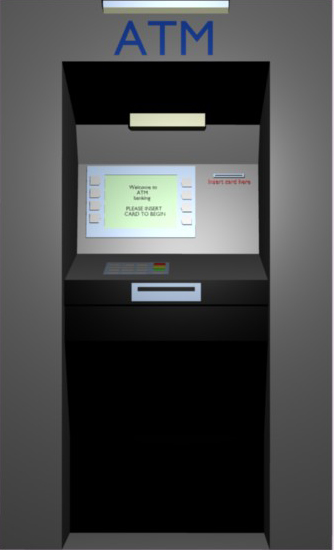 ATM
Insert card here
Welcome to
ATM
banking
PLEASE INSERT
CARD TO BEGIN